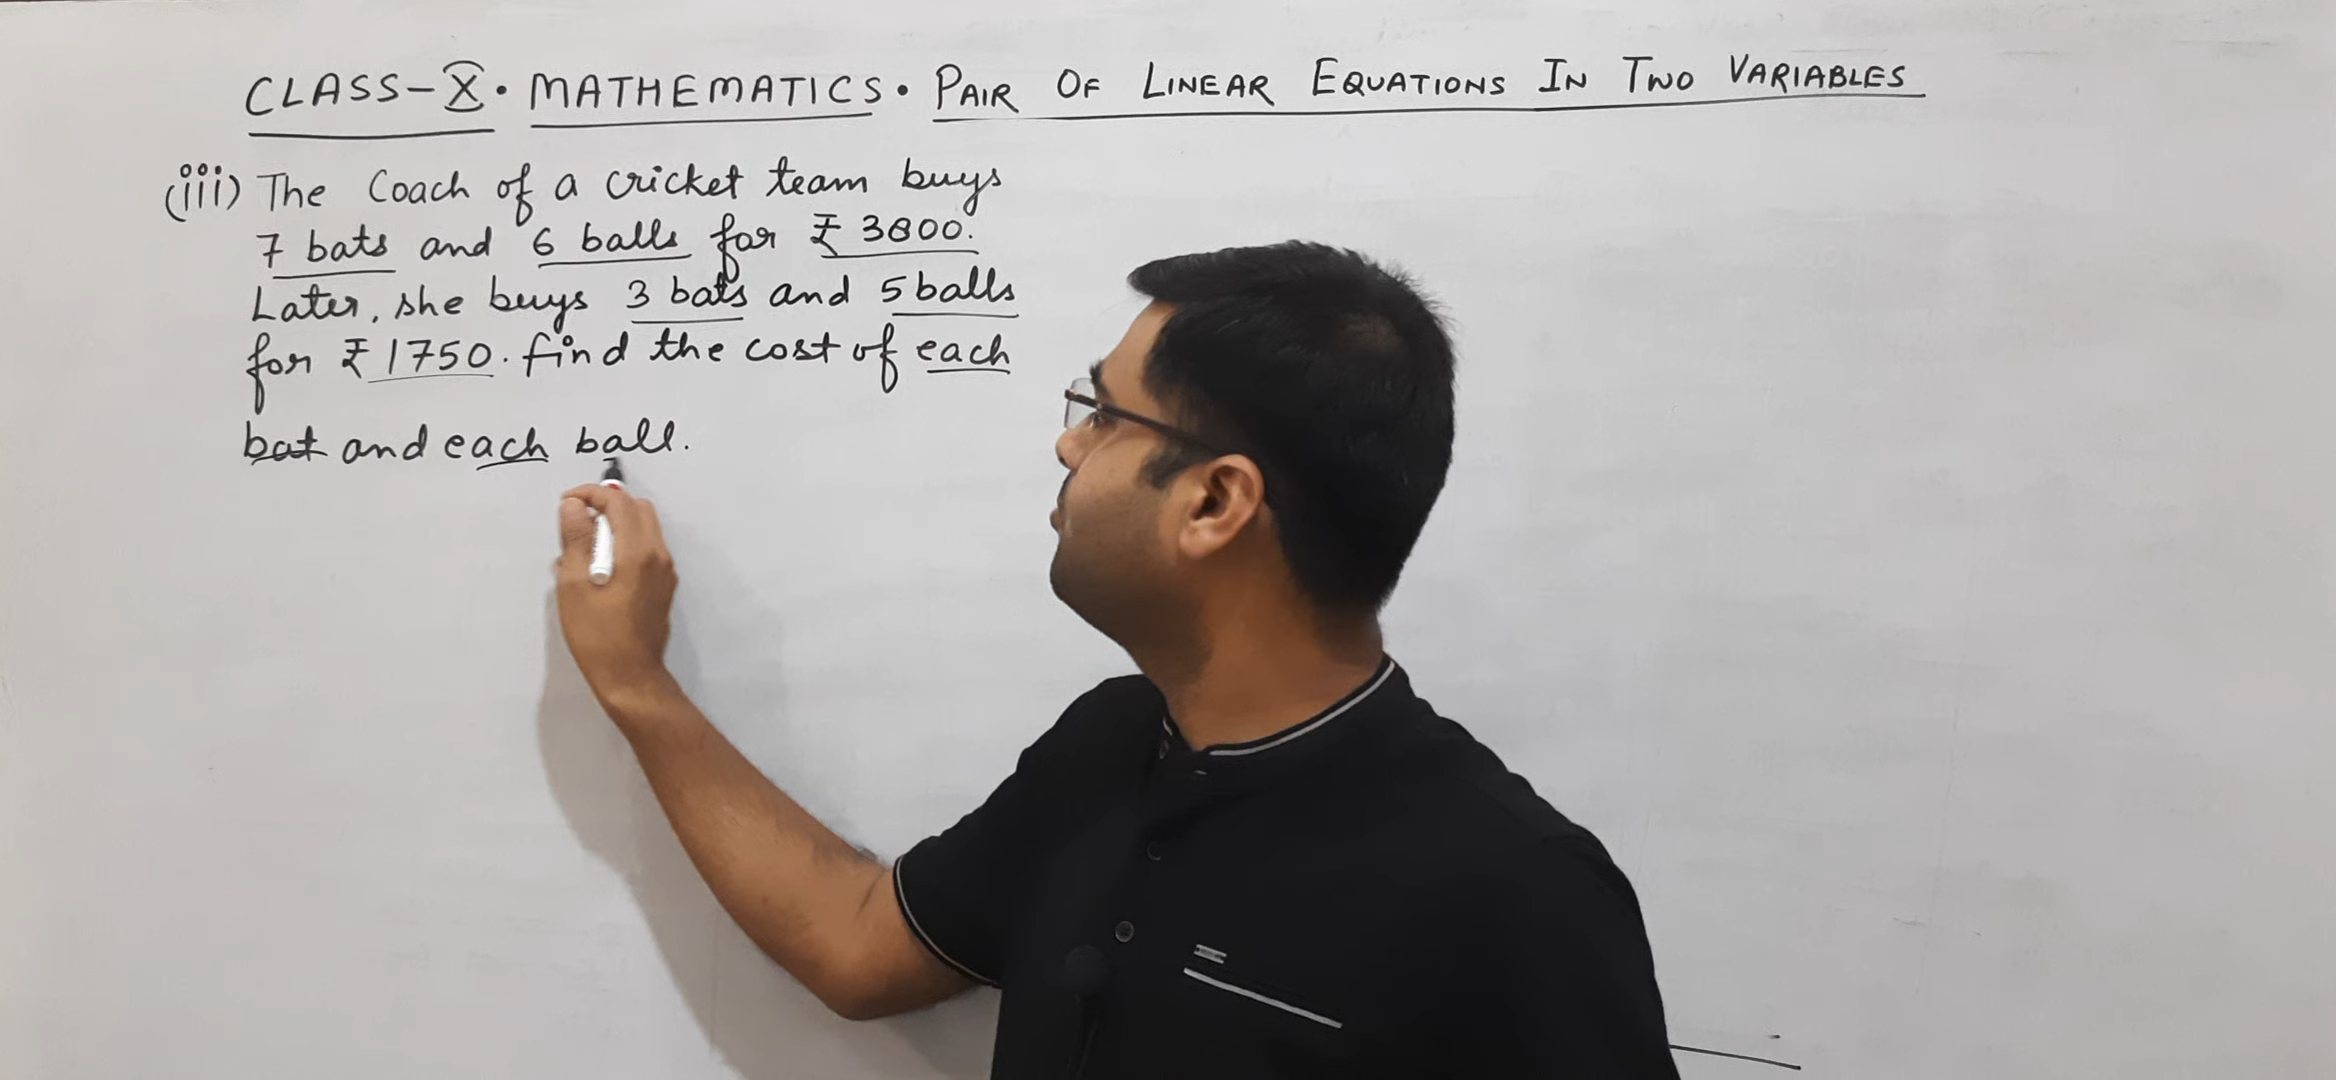 CLASS-X. MATHEMATICS. PAIR OF LINEAR EQUATIONS IN TWO VARIABLES
(iii) The Coach of a cricket team buys
7 bats and 6 balls for ₹ 3800.
Later, she buys 3 bats and 5 balls
for ₹ 1750. find the cost of each
bat and each ball.